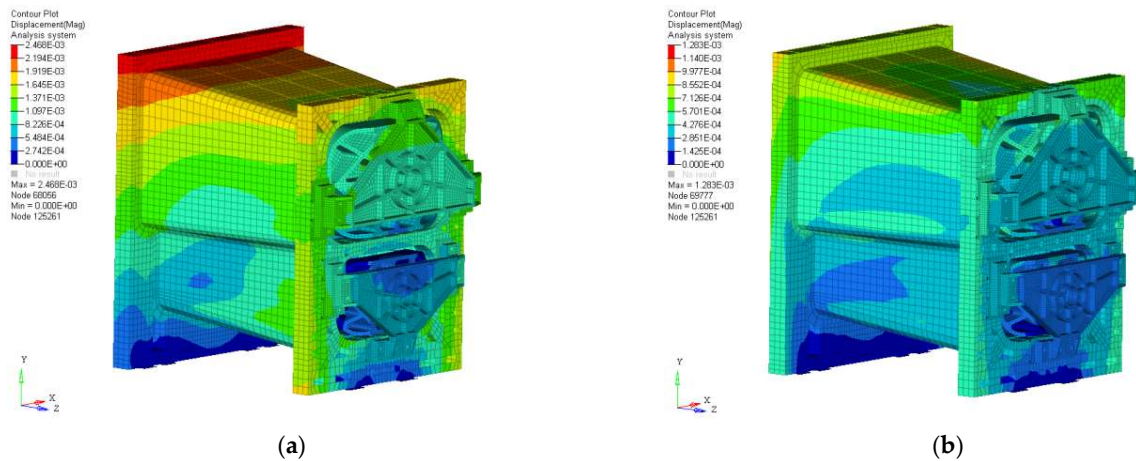 Contour Plot
Displacement(Mag)
Analysis system
2.468E-03
2.194E-03
1.919E-03
1.645E-03
1.371E-03
1.097E-03
8.226E-04
5.484E-04
2.742E-04
0.000E+00
No result
Max = 2.468E-03
Node 68056
Min = 0.000E+00
Node 125261
Y
X
Z
(a)
Contour Plot
Displacement(Mag)
Analysis system
1.283E-03
1.140E-03
9.977E-04
8.552E-04
7.126E-04
5.701E-04
4.276E-04
2.851E-04
1.425E-04
0.000E+00
No result
Max = 1.283E-03
Node 69777
Min = 0.000E+00
Node 125261
Y
X
Z
(b)